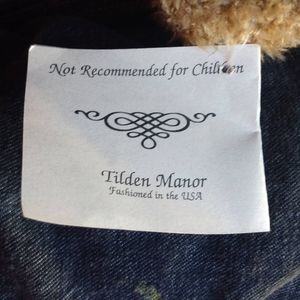 Not Recommended for Children
Tilden Manor
Fashioned in the USA